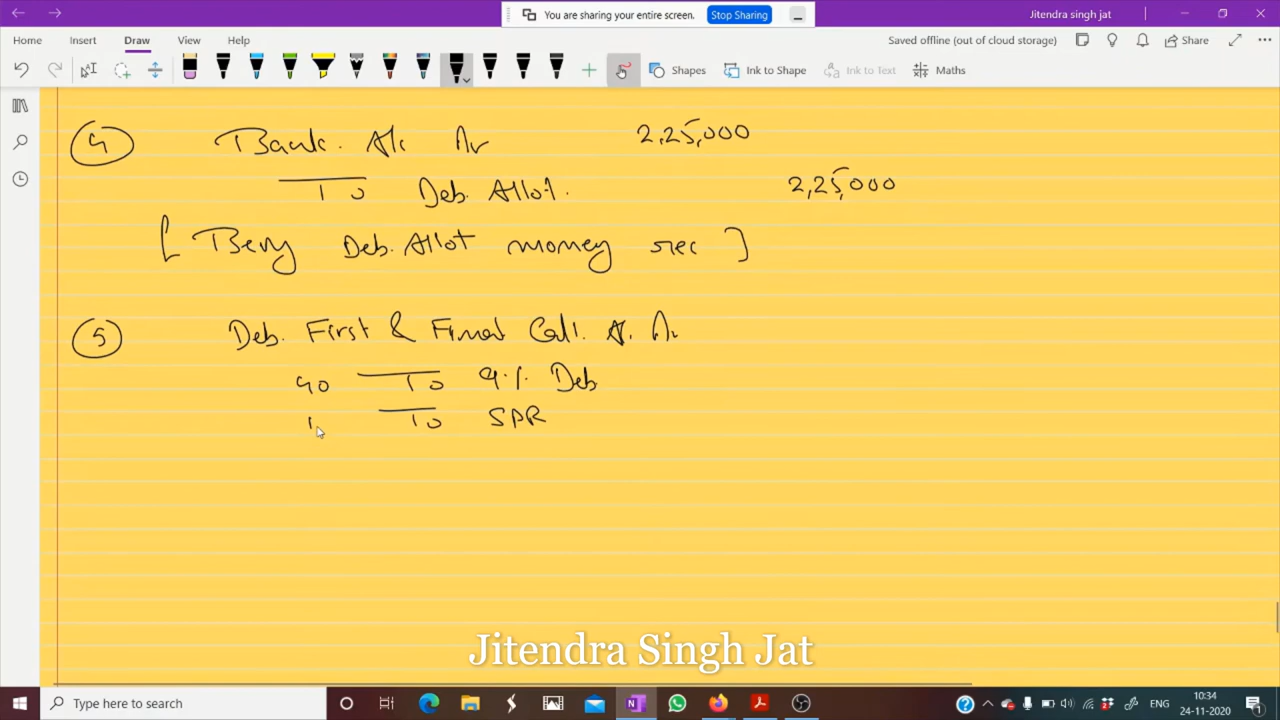 You are sharing your entire screen. Stop Sharing
Jitendra singh jat
Home Insert Draw View Help
Saved offline (out of cloud storage)
Share
Shapes Ink to Shape Ink to Text Maths
4 Bank. A/c Dr 2,25,000
To Deb. Allot. 2,25,000
[ Being Deb. Allot money rec ]
5 Deb. First & Final Call. A. Dr
40 To 9% Deb
1 To SPR
Jitendra Singh Jat
Type here to search
ENG
10:34
24-11-2020